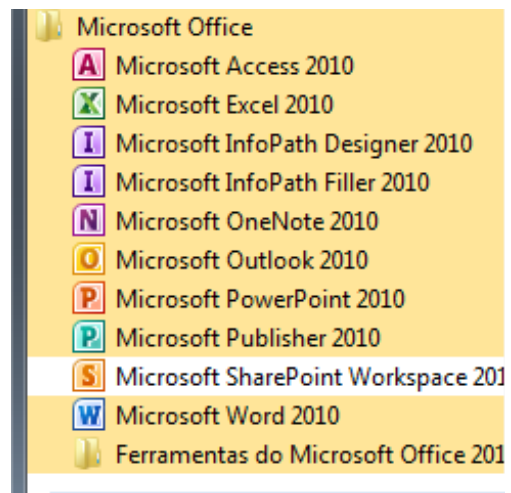 Microsoft Office
Microsoft Access 2010
Microsoft Excel 2010
Microsoft InfoPath Designer 2010
Microsoft InfoPath Filler 2010
Microsoft OneNote 2010
Microsoft Outlook 2010
Microsoft PowerPoint 2010
Microsoft Publisher 2010
Microsoft SharePoint Workspace 201
Microsoft Word 2010
Ferramentas do Microsoft Office 201